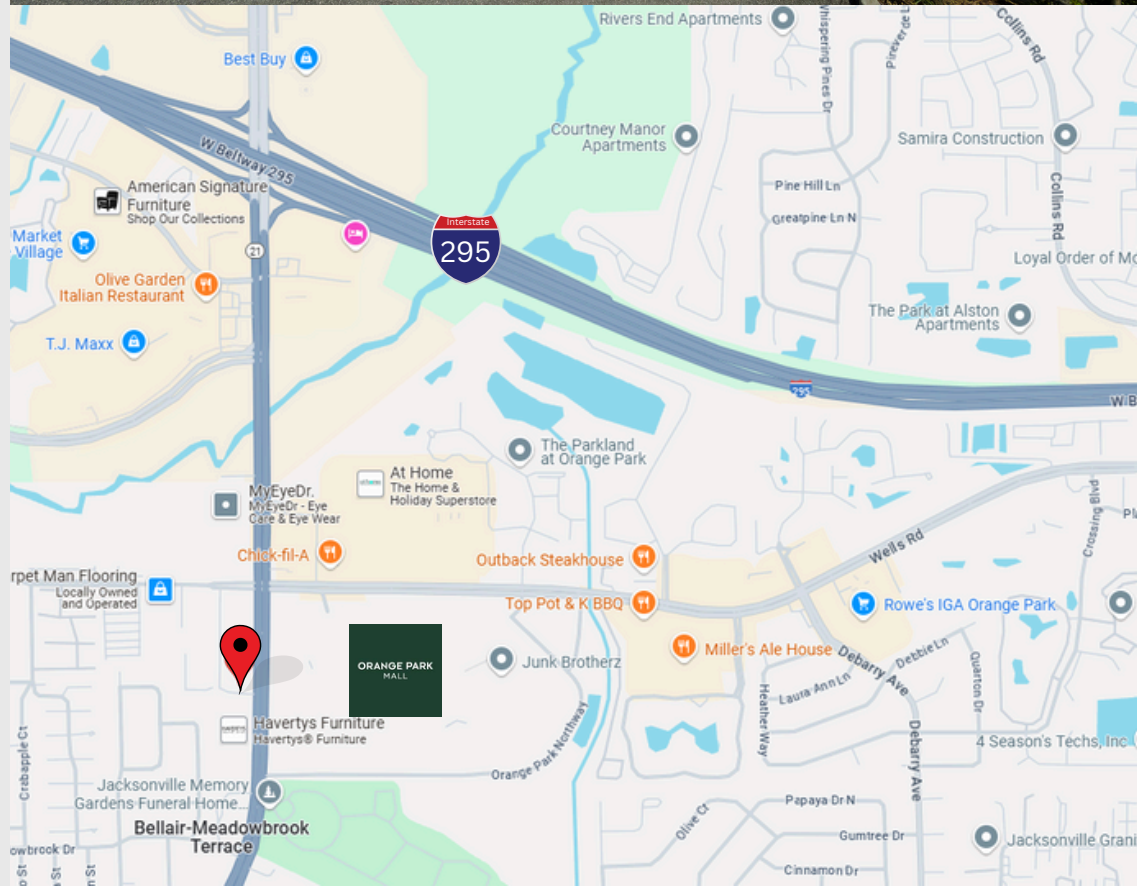 Rivers End Apartments
Whispering Pines Dr
Collins Rd
Best Buy
W Beltway 295
Courtney Manor
Apartments
Samira Construction
American Signature
Furniture
Shop Our Collections
Pine Hill Ln
Collins Rd
Greatpine Ln N
Interstate
295
Market
Village
21
Olive Garden
Italian Restaurant
Loyal Order of Mo
The Park at Alston
Apartments
T.J. Maxx
295
W B
The Parkland
at Orange Park
At Home
The Home &
Holiday Superstore
MyEyeDr.
MyEyeDr - Eye
Care & Eye Wear
Crossing Blvd
Pl
Wells Rd
Chick-fil-A
Outback Steakhouse
rpet Man Flooring
Locally Owned
and Operated
Top Pot & K BBQ
Rowe's IGA Orange Park
ORANGE PARK
MALL
Junk Brotherz
Miller's Ale House
Debarry Ave
Debbie Ln
Laura Ann Ln
Quarton Dr
Heather Way
Havertys Furniture
Havertys® Furniture
Crabapple Ct
Orange Park Northway
Debarry Ave
4 Season's Techs, Inc
Jacksonville Memory
Gardens Funeral Home...
Bellair-Meadowbrook
Terrace
Papaya Dr N
Olive Ct
Gumtree Dr
Jacksonville Grani
owbrook Dr
Cinnamon Dr